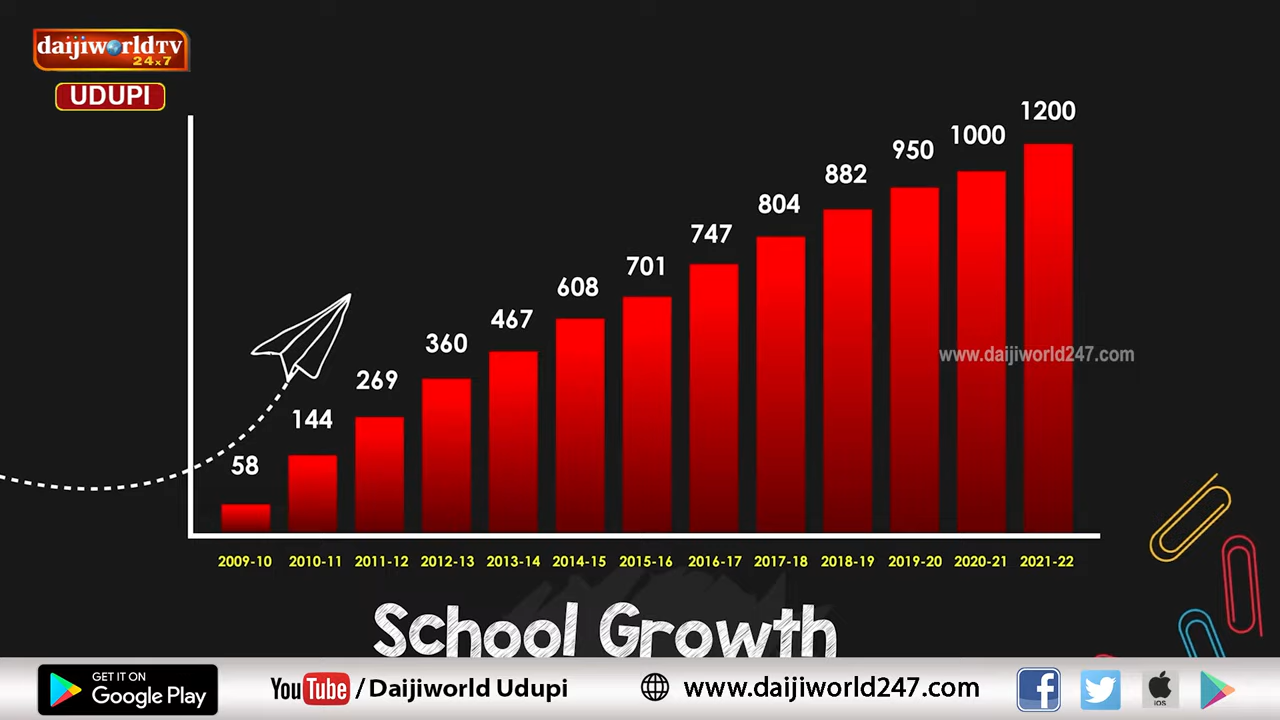 daijiworldTV
24x7
UDUPI
1200
1000
950
882
804
747
701
608
467
360
269
144
58
www.daijiworld247.com
2009-10 2010-11 2011-12 2012-13 2013-14 2014-15 2015-16 2016-17 2017-18 2018-19 2019-20 2020-21 2021-22
School Growth
GET IT ON
Google Play
YouTube /Daijiworld Udupi
www.daijiworld247.com
iOS